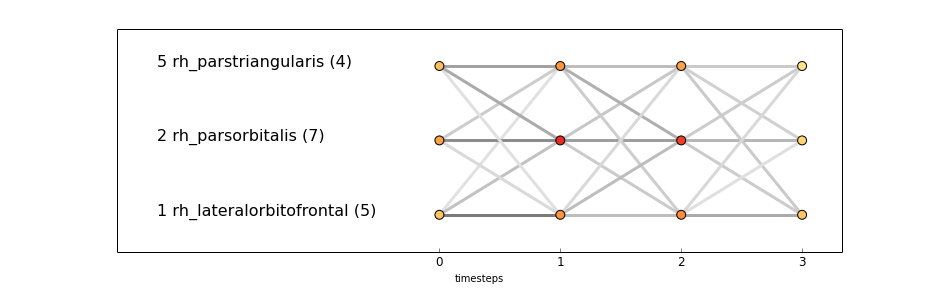 5 rh_parstriangularis (4)
2 rh_parsorbitalis (7)
1 rh_lateralorbitofrontal (5)
0 1 2 3
timesteps